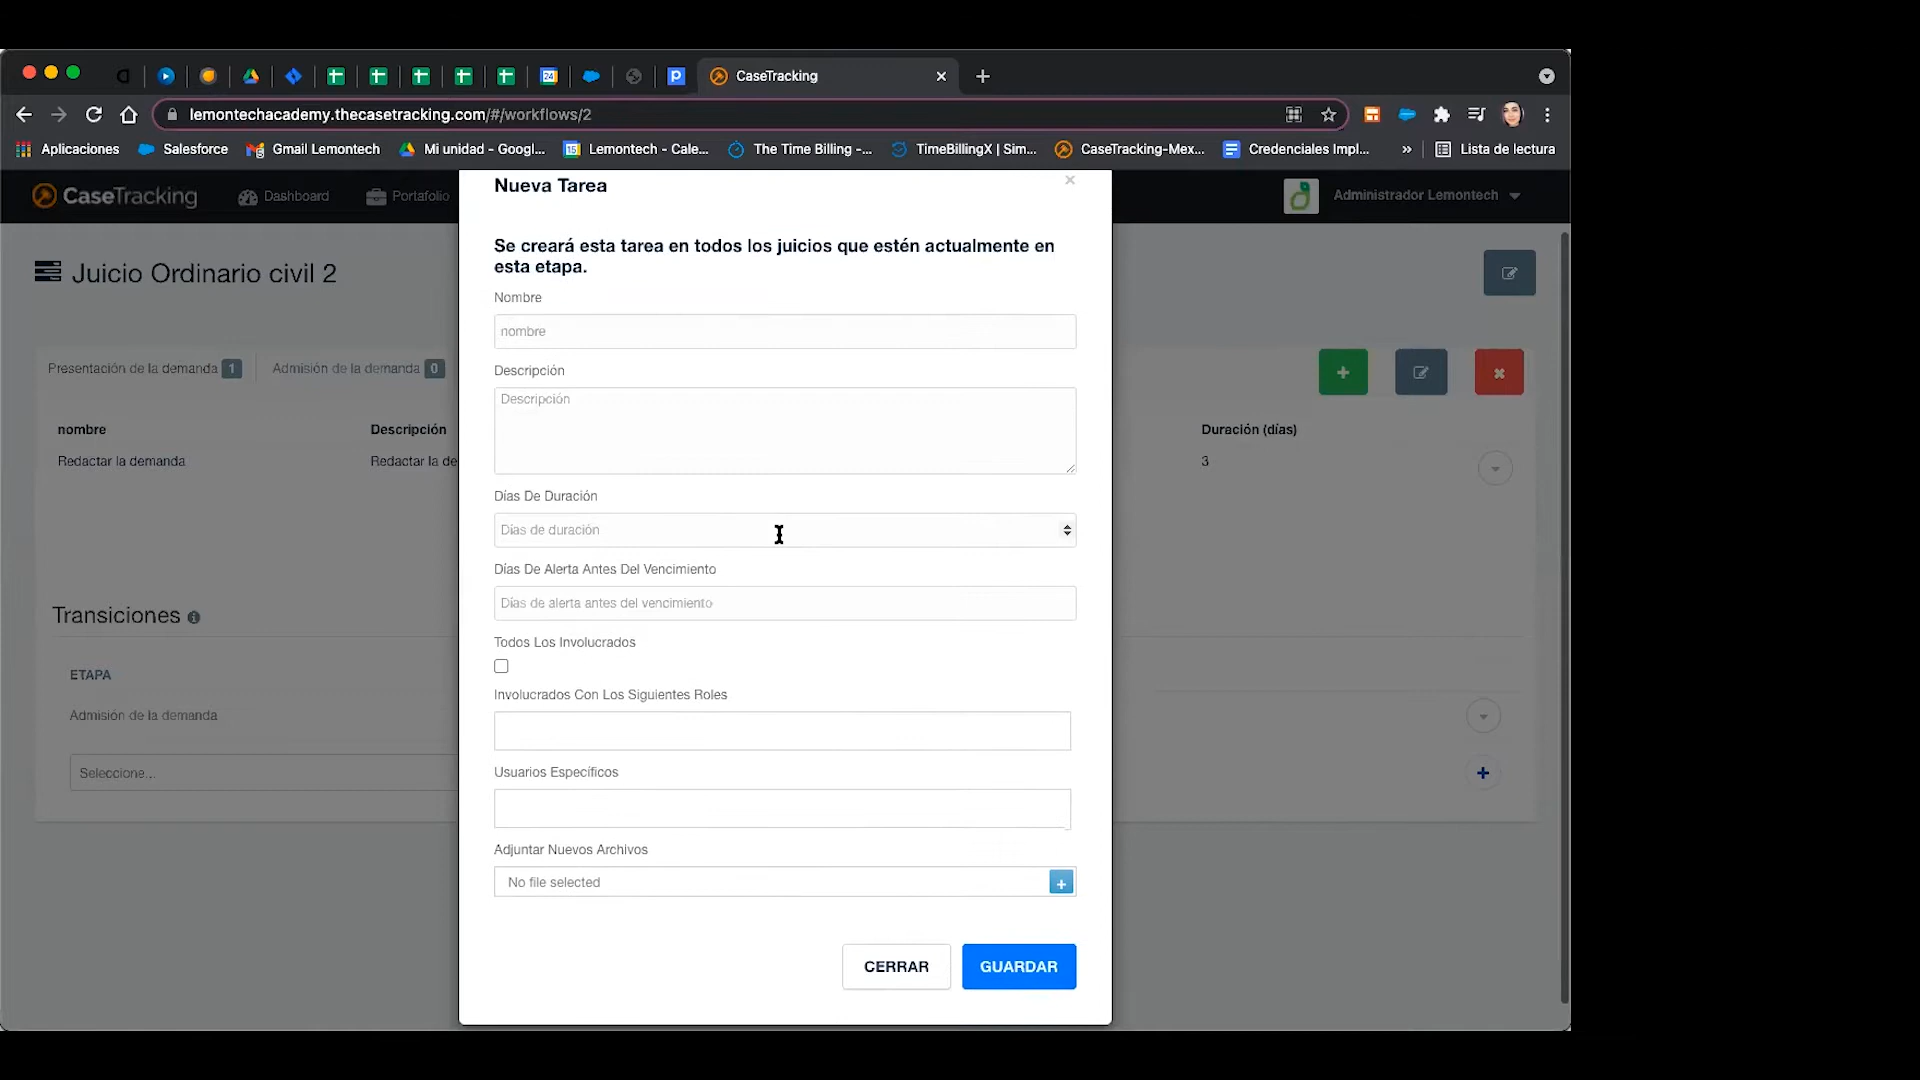 CaseTracking
lemontechacademy.thecasetracking.com/#/workflows/2
Aplicaciones
Salesforce
Gmail Lemontech
Mi unidad - Googl...
Lemontech - Cale...
The Time Billing -...
TimeBillingX | Sim...
CaseTracking-Mex...
Credenciales Impl...
»
Lista de lectura
CaseTracking
Dashboard
Portafolio
Administrador Lemontech
Nueva Tarea
×
Se creará esta tarea en todos los juicios que estén actualmente en
esta etapa.
Juicio Ordinario civil 2
Nombre
nombre
Presentación de la demanda 1
Admisión de la demanda 0
Descripción
Descripción
nombre
Descripción
Duración (días)
Redactar la demanda
Redactar la de
3
Días De Duración
Días de duración
Días De Alerta Antes Del Vencimiento
Días de alerta antes del vencimiento
Transiciones
Todos Los Involucrados
ETAPA
Involucrados Con Los Siguientes Roles
Admisión de la demanda
Seleccione...
Usuarios Específicos
Adjuntar Nuevos Archivos
No file selected
CERRAR
GUARDAR